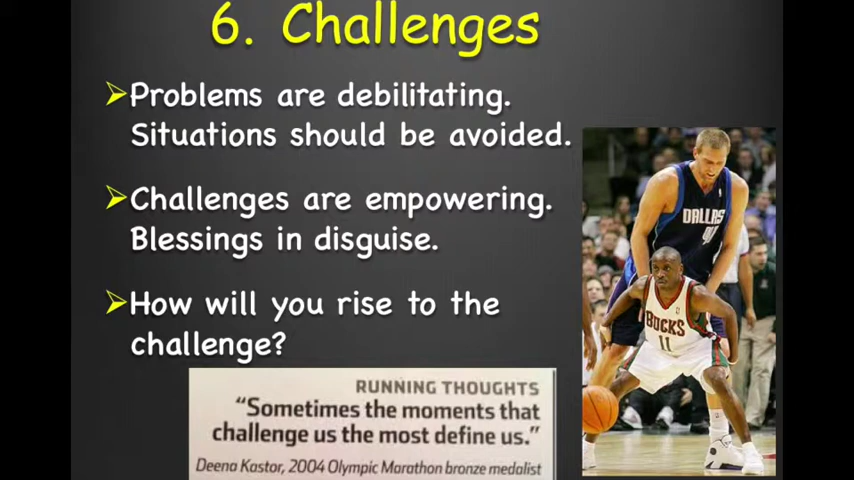 6. Challenges
Problems are debilitating.
Situations should be avoided.
Challenges are empowering.
Blessings in disguise.
How will you rise to the
challenge?
DALLAS
41
BUCKS
11
RUNNING THOUGHTS
“Sometimes the moments that
challenge us the most define us.”
Deena Kastor, 2004 Olympic Marathon bronze medalist